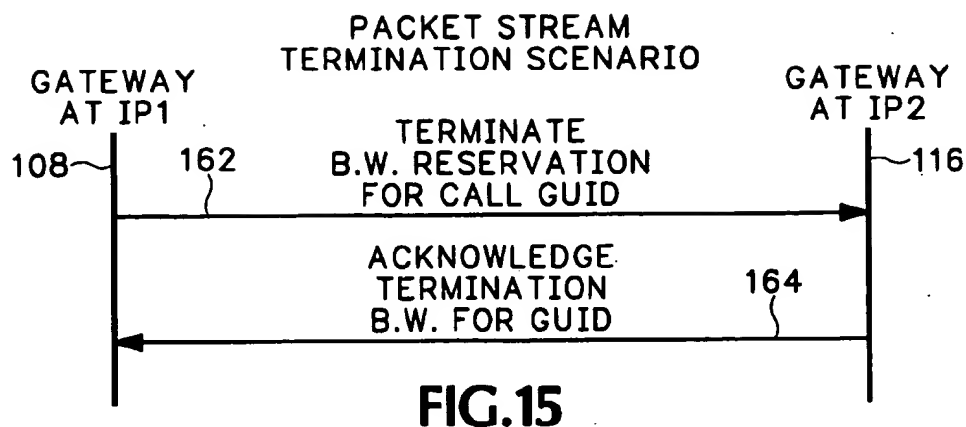 PACKET STREAM
TERMINATION SCENARIO
GATEWAY
AT IP1
GATEWAY
AT IP2
108
162
TERMINATE
B.W. RESERVATION
FOR CALL GUID
116
ACKNOWLEDGE
TERMINATION
B.W. FOR GUID
164
FIG.15